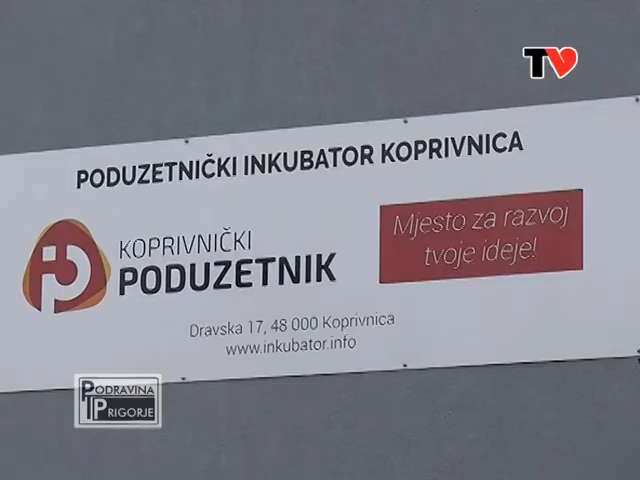 TV
PODUZETNIČKI INKUBATOR KOPRIVNICA
KOPRIVNIČKI
PODUZETNIK
Mjesto za razvoj
tvoje ideje!
Dravska 17, 48 000 Koprivnica
www.inkubator.info
PODRAVINA
PRIGORJE